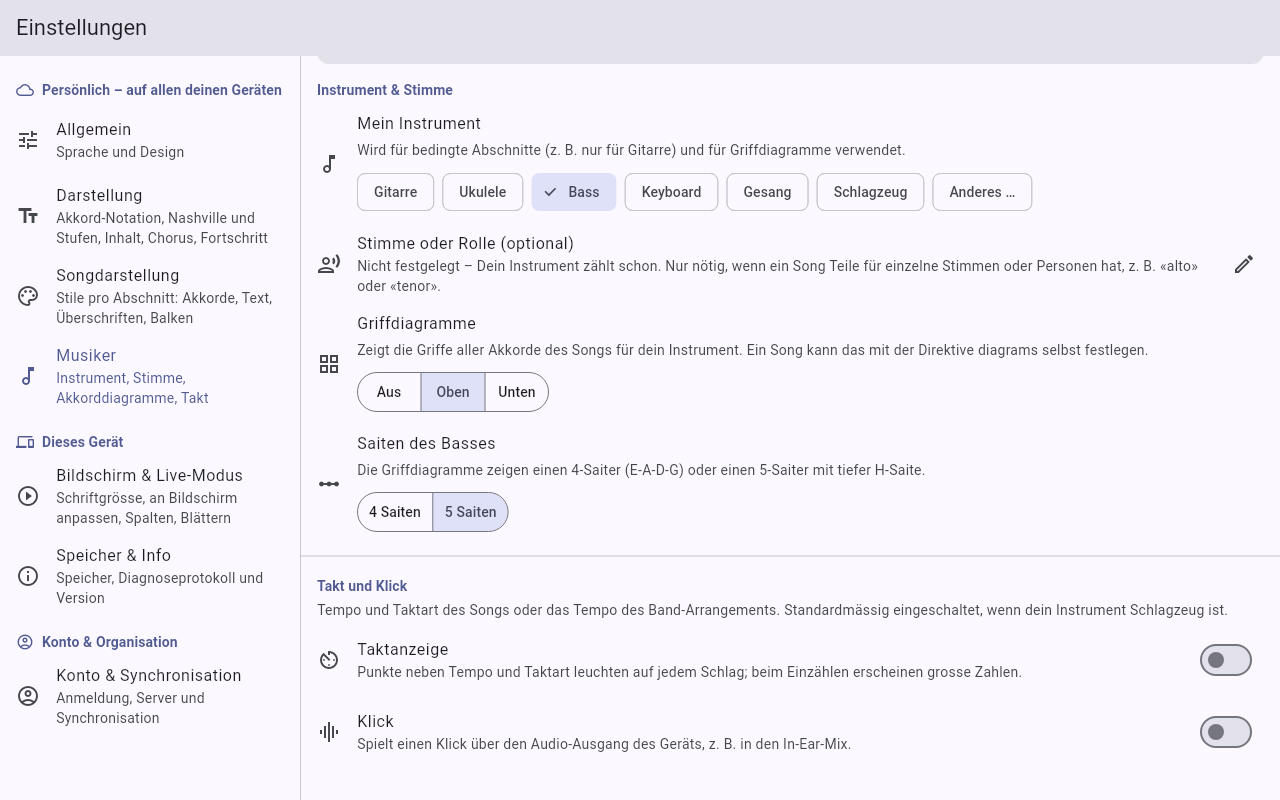 Einstellungen
Persönlich – auf allen deinen Geräten
Allgemein
Sprache und Design
Darstellung
Akkord-Notation, Nashville und
Stufen, Inhalt, Chorus, Fortschritt
Songdarstellung
Stile pro Abschnitt: Akkorde, Text,
Überschriften, Balken
Musiker
Instrument, Stimme,
Akkorddiagramme, Takt
Dieses Gerät
Bildschirm & Live-Modus
Schriftgrösse, an Bildschirm
anpassen, Spalten, Blättern
Speicher & Info
Speicher, Diagnoseprotokoll und
Version
Konto & Organisation
Konto & Synchronisation
Anmeldung, Server und
Synchronisation
Instrument & Stimme
Mein Instrument
Wird für bedingte Abschnitte (z. B. nur für Gitarre) und für Griffdiagramme verwendet.
Gitarre Ukulele Bass Keyboard Gesang Schlagzeug Anderes ...
Stimme oder Rolle (optional)
Nicht festgelegt – Dein Instrument zählt schon. Nur nötig, wenn ein Song Teile für einzelne Stimmen oder Personen hat, z. B. «alto»
oder «tenor».
Griffdiagramme
Zeigt die Griffe aller Akkorde des Songs für dein Instrument. Ein Song kann das mit der Direktive diagrams selbst festlegen.
Aus Oben Unten
Saiten des Basses
Die Griffdiagramme zeigen einen 4-Saiter (E-A-D-G) oder einen 5-Saiter mit tiefer H-Saite.
4 Saiten 5 Saiten
Takt und Klick
Tempo und Taktart des Songs oder das Tempo des Band-Arrangements. Standardmässig eingeschaltet, wenn dein Instrument Schlagzeug ist.
Taktanzeige
Punkte neben Tempo und Taktart leuchten auf jedem Schlag; beim Einzählen erscheinen grosse Zahlen.
Klick
Spielt einen Klick über den Audio-Ausgang des Geräts, z. B. in den In-Ear-Mix.